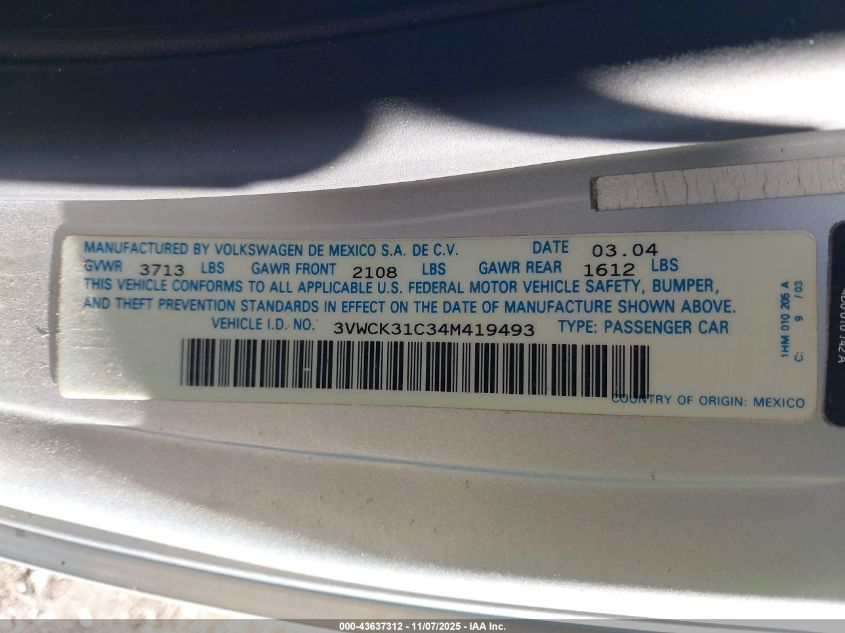 MANUFACTURED BY VOLKSWAGEN DE MEXICO S.A. DE C.V. DATE 03.04
GVWR 3713 LBS GAWR FRONT 2108 LBS GAWR REAR 1612 LBS
THIS VEHICLE CONFORMS TO ALL APPLICABLE U.S. FEDERAL MOTOR VEHICLE SAFETY, BUMPER,
AND THEFT PREVENTION STANDARDS IN EFFECT ON THE DATE OF MANUFACTURE SHOWN ABOVE.
VEHICLE I.D. NO. 3VWCK31C34M419493 TYPE: PASSENGER CAR
COUNTRY OF ORIGIN: MEXICO
1HM 010 205 A
C: 9 / 03
000-43637312 - 11/07/2025 - IAA Inc.